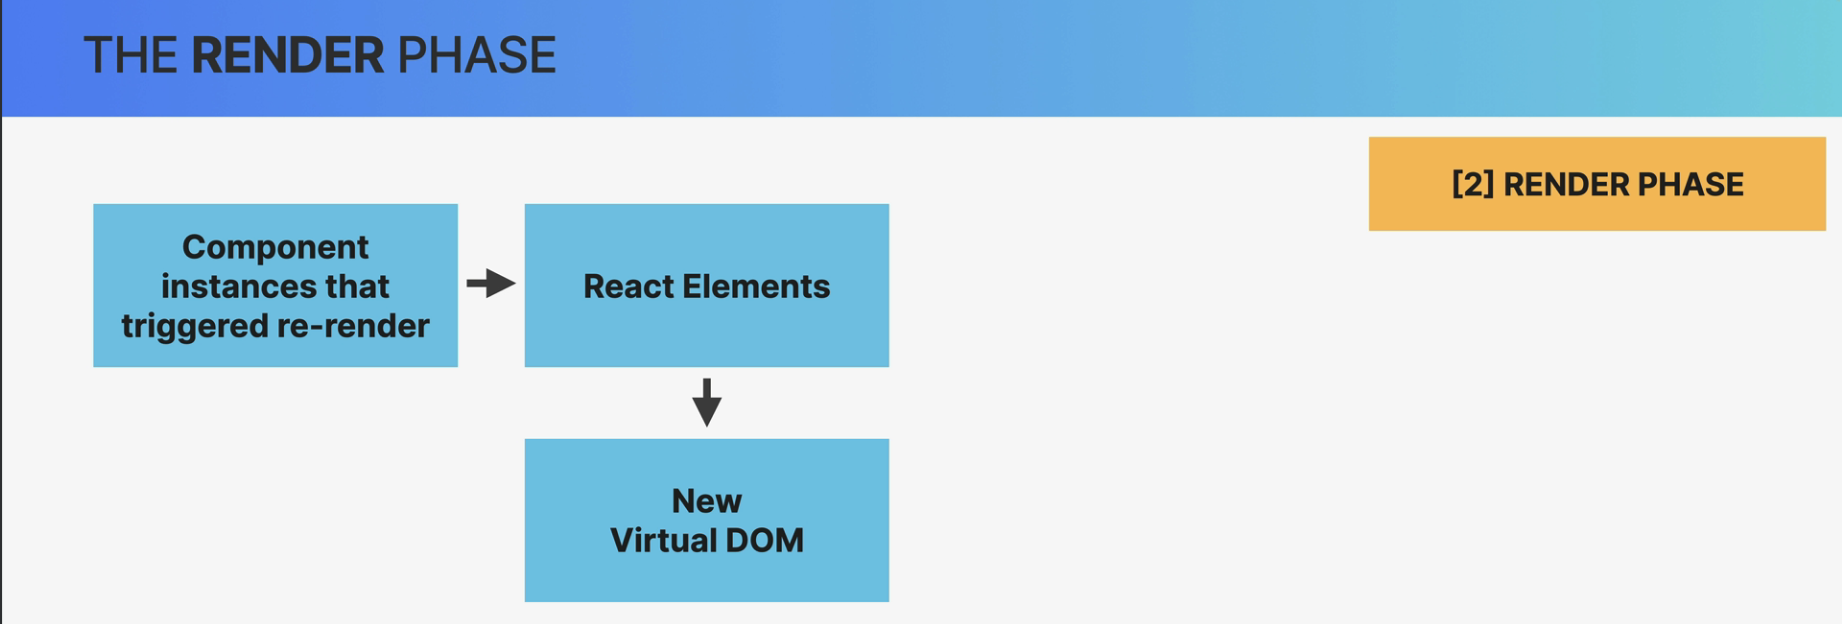 THE RENDER PHASE
[2] RENDER PHASE
Component
instances that
triggered re-render
React Elements
New
Virtual DOM